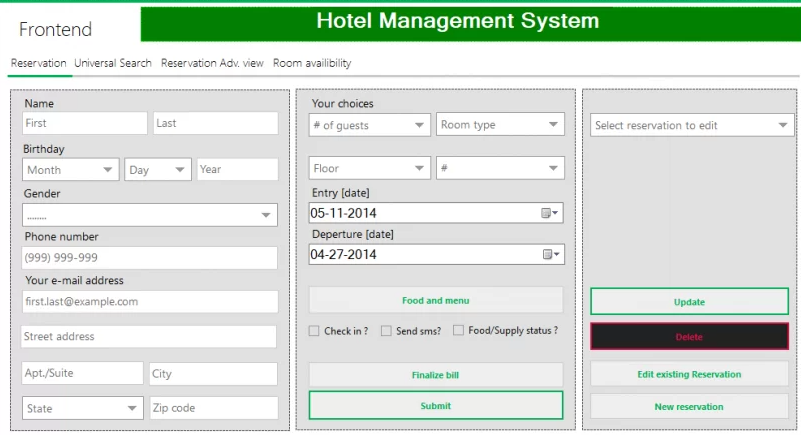 Hotel Management System
Frontend
Reservation Universal Search Reservation Adv. view Room availibility
Name
First Last
Birthday
Month Day Year
Gender
........
Phone number
(999) 999-999
Your e-mail address
first.last@example.com
Street address
Apt./Suite City
State Zip code
Your choices
# of guests Room type
Floor #
Entry [date]
05-11-2014
Deperture [date]
04-27-2014
Food and menu
Check in ? Send sms? Food/Supply status ?
Finalize bill
Submit
Select reservation to edit
Update
Delete
Edit existing Reservation
New reservation